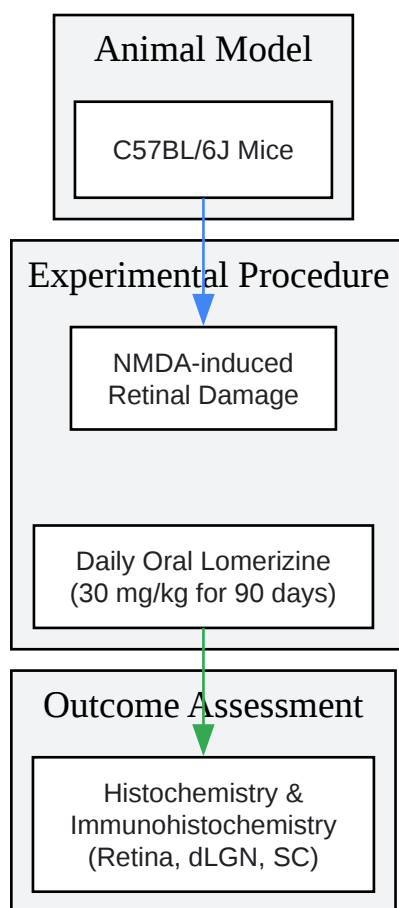 Animal Model
C57BL/6J Mice
Experimental Procedure
NMDA-induced
Retinal Damage
Daily Oral Lomerizine
(30 mg/kg for 90 days)
Outcome Assessment
Histochemistry &
Immunohistochemistry
(Retina, dLGN, SC)